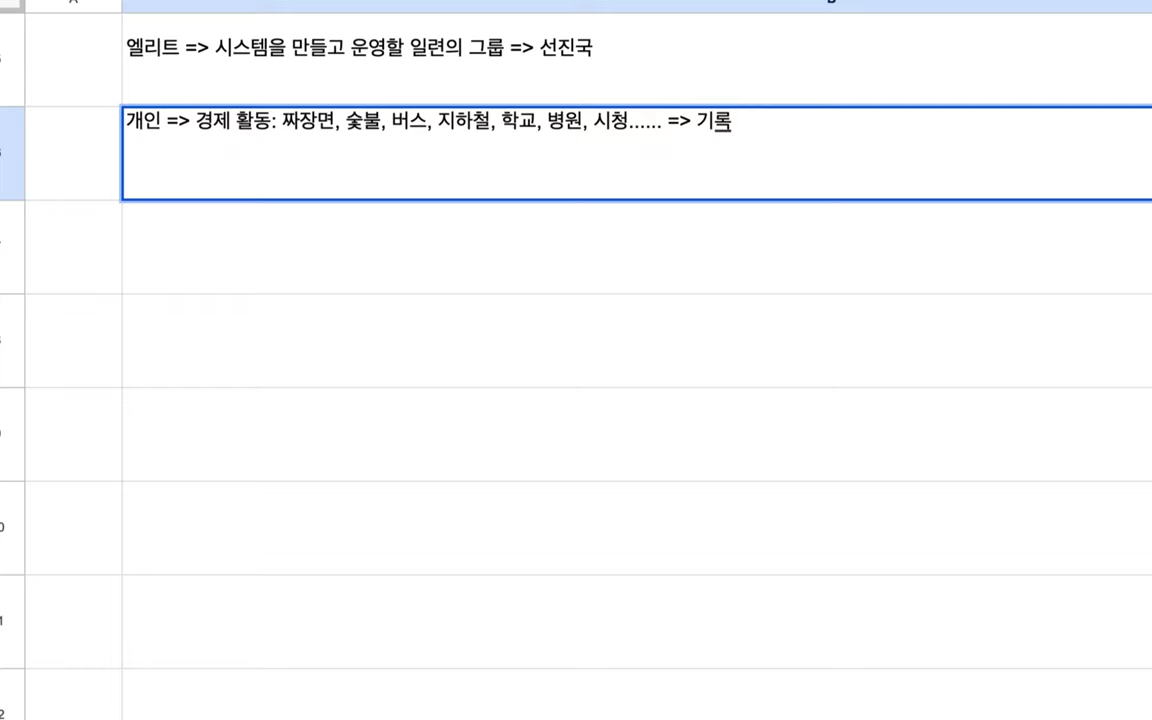 엘리트 => 시스템을 만들고 운영할 일련의 그룹 => 선진국
개인 => 경제 활동: 짜장면, 숯불, 버스, 지하철, 학교, 병원, 시청...... => 기록